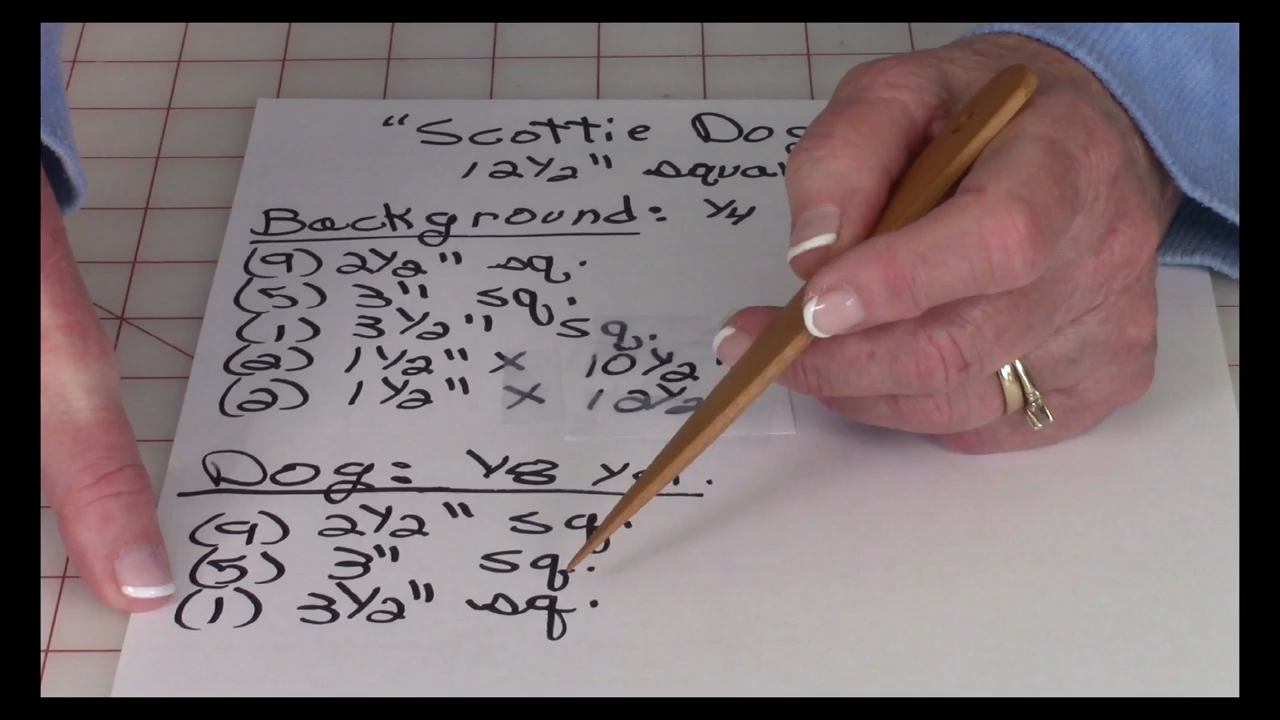 "Scottie Dog
12½" squar
Background: ¼
(9) 2½" sq.
(5) 3" sq.
(1) 3½" sq.
(2) 1½" x 10½"
(2) 1½" x 12½
Dog: ⅛ y
(9) 2½" sq.
(5) 3" sq.
(1) 3½" sq.